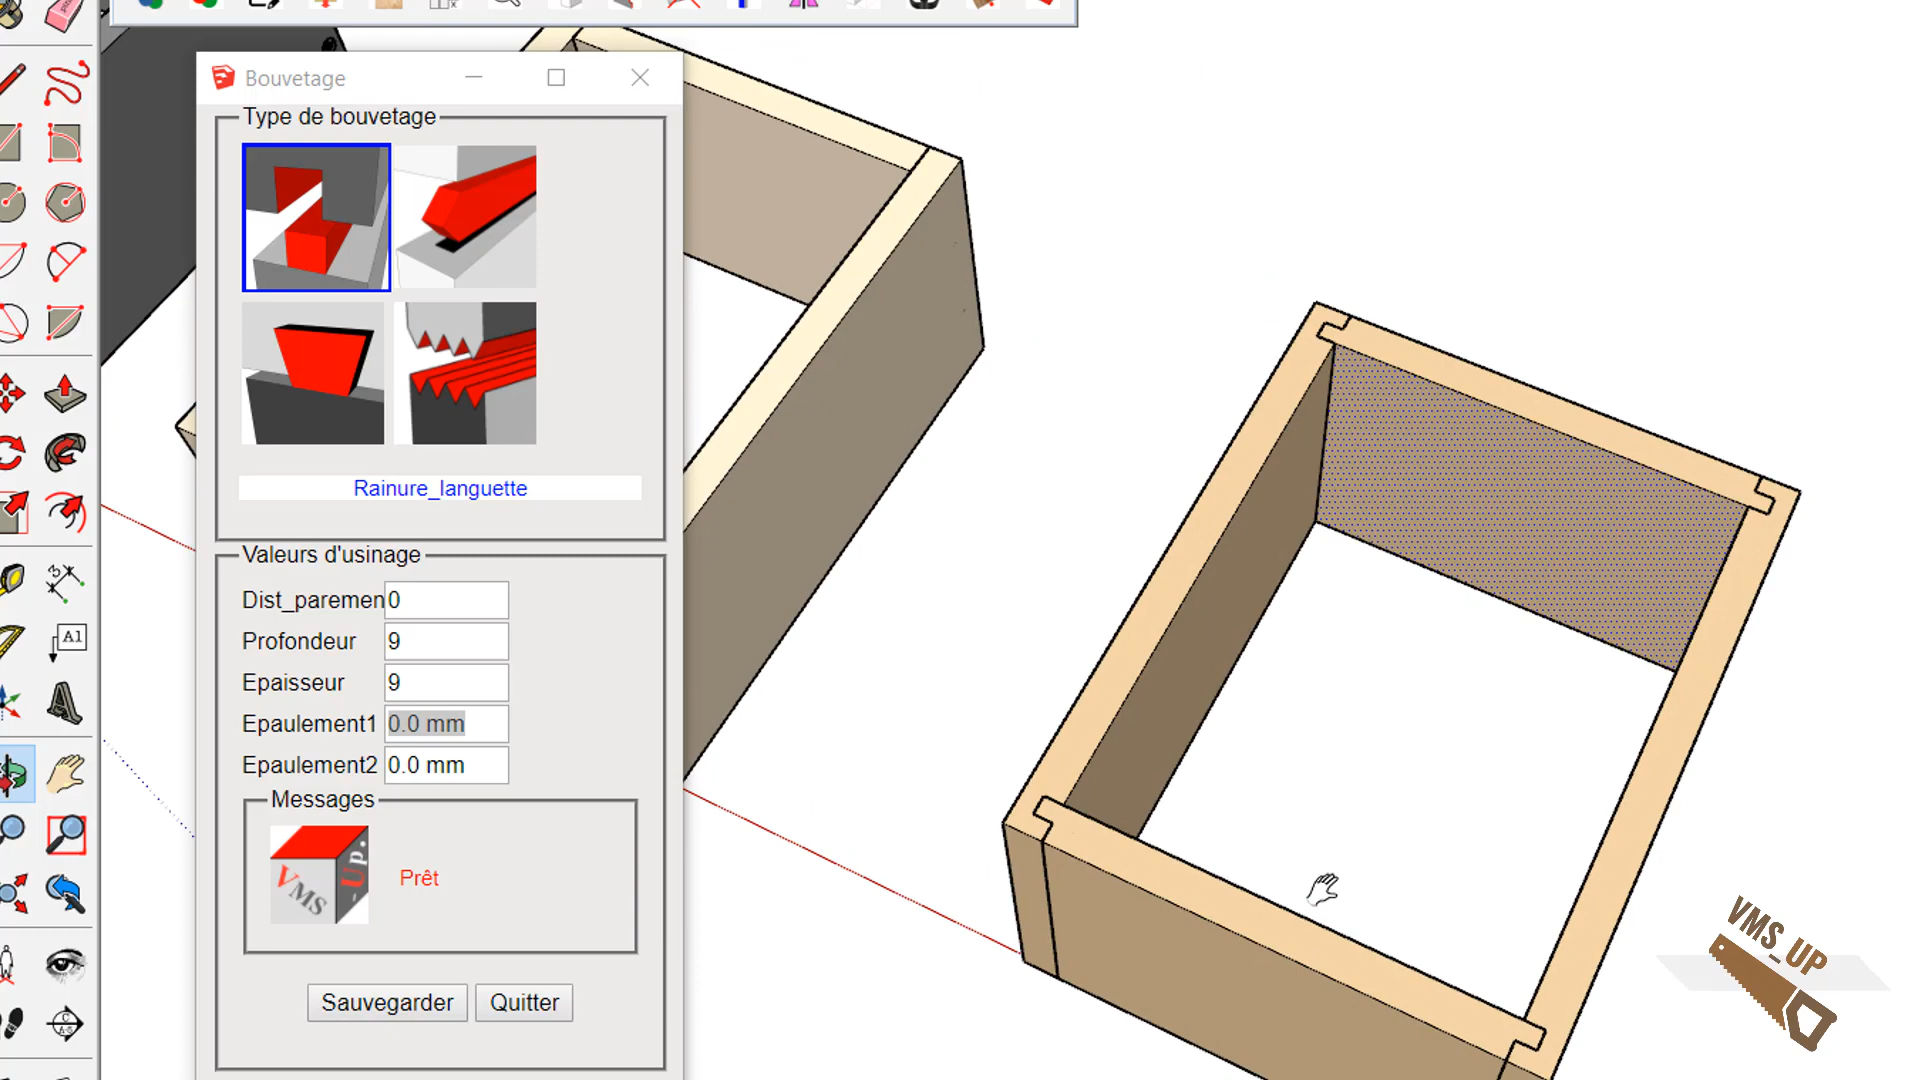 Bouvetage
Type de bouvetage
Rainure_languette
Valeurs d'usinage
Dist_paremen 0
Profondeur 9
Epaisseur 9
Epaulement1 0.0 mm
Epaulement2 0.0 mm
Messages
VMS
-Up.
Prêt
Sauvegarder Quitter
A1
3
C
A-S
VMS_UP